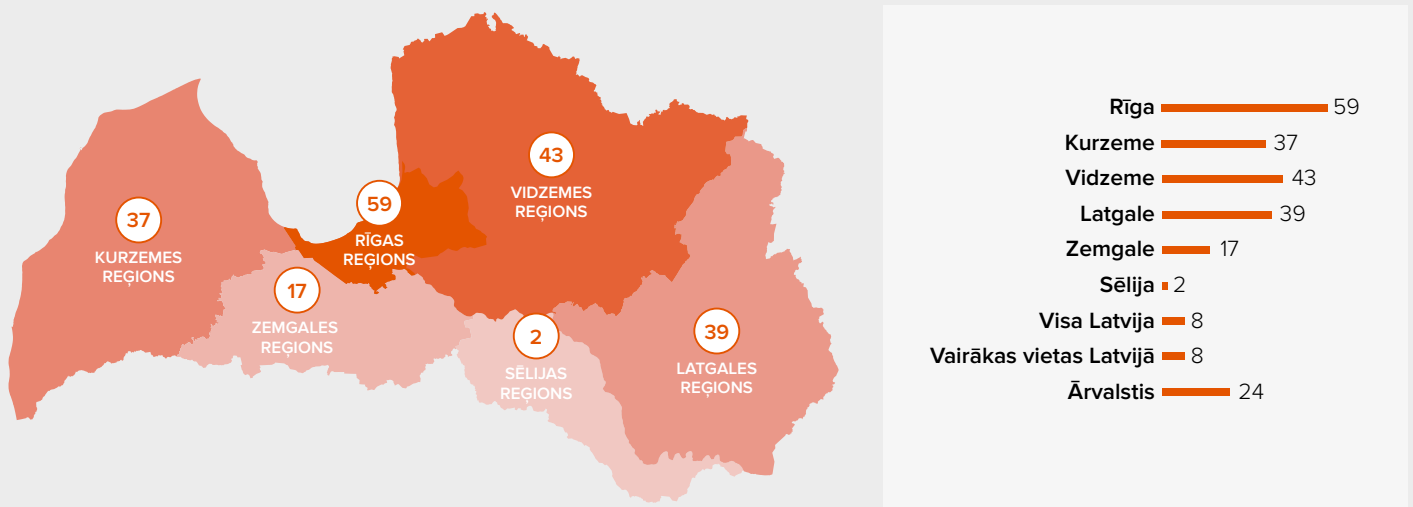 43
VIDZEMES
REĢIONS
59
RĪGAS
REĢIONS
37
KURZEMES
REĢIONS
17
ZEMGALES
REĢIONS
2
SĒLIJAS
REĢIONS
39
LATGALES
REĢIONS
Rīga 59
Kurzeme 37
Vidzeme 43
Latgale 39
Zemgale 17
Sēlija 2
Visa Latvija 8
Vairākas vietas Latvijā 8
Ārvalstis 24